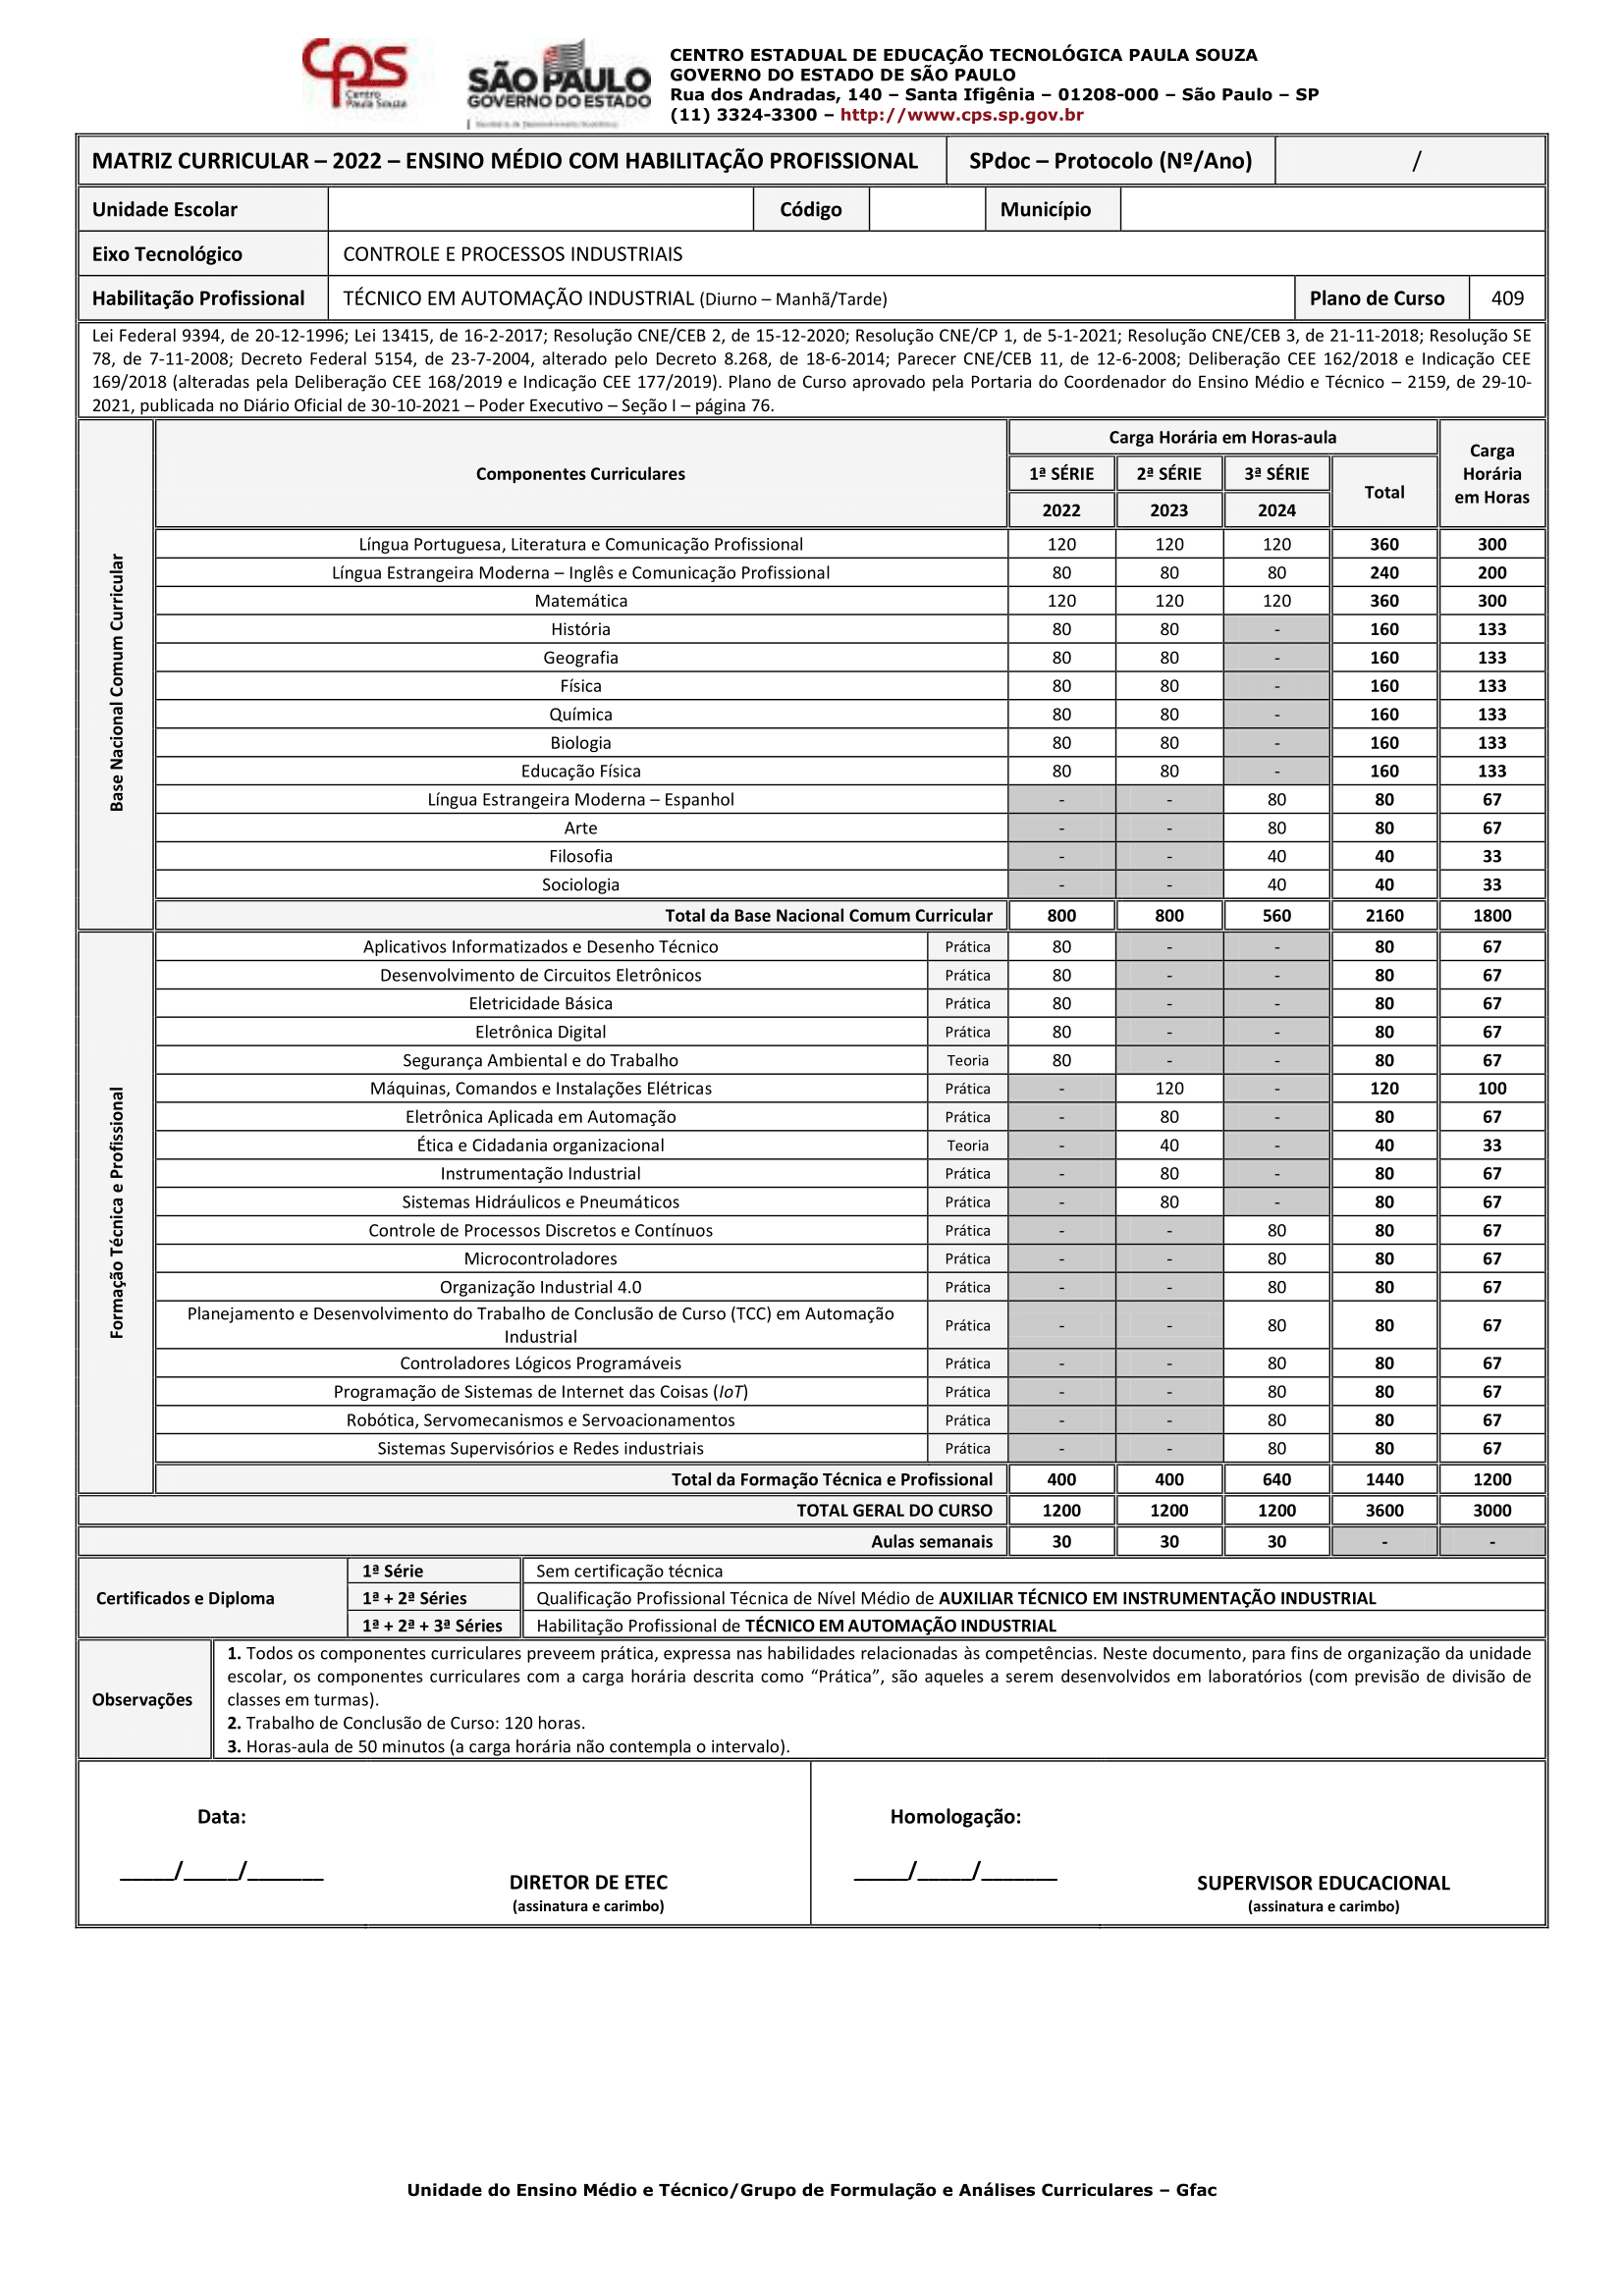 CPS
Centro
Paula Souza
SÃO PAULO
GOVERNO DO ESTADO
CENTRO ESTADUAL DE EDUCAÇÃO TECNOLÓGICA PAULA SOUZA
GOVERNO DO ESTADO DE SÃO PAULO
Rua dos Andradas, 140 – Santa Ifigênia – 01208-000 – São Paulo – SP
(11) 3324-3300 – http://www.cps.sp.gov.br
MATRIZ CURRICULAR – 2022 – ENSINO MÉDIO COM HABILITAÇÃO PROFISSIONAL SPdoc – Protocolo (Nº/Ano) /
Unidade Escolar Código Município
Eixo Tecnológico CONTROLE E PROCESSOS INDUSTRIAIS
Habilitação Profissional TÉCNICO EM AUTOMAÇÃO INDUSTRIAL (Diurno – Manhã/Tarde) Plano de Curso 409
Lei Federal 9394, de 20-12-1996; Lei 13415, de 16-2-2017; Resolução CNE/CEB 2, de 15-12-2020; Resolução CNE/CP 1, de 5-1-2021; Resolução CNE/CEB 3, de 21-11-2018; Resolução SE
78, de 7-11-2008; Decreto Federal 5154, de 23-7-2004, alterado pelo Decreto 8.268, de 18-6-2014; Parecer CNE/CEB 11, de 12-6-2008; Deliberação CEE 162/2018 e Indicação CEE
169/2018 (alteradas pela Deliberação CEE 168/2019 e Indicação CEE 177/2019). Plano de Curso aprovado pela Portaria do Coordenador do Ensino Médio e Técnico – 2159, de 29-10-
2021, publicada no Diário Oficial de 30-10-2021 – Poder Executivo – Seção I – página 76.
Base Nacional Comum Curricular
Componentes Curriculares
Carga Horária em Horas-aula
1ª SÉRIE 2ª SÉRIE 3ª SÉRIE Total
2022 2023 2024
Carga
Horária
em Horas
Língua Portuguesa, Literatura e Comunicação Profissional 120 120 120 360 300
Língua Estrangeira Moderna – Inglês e Comunicação Profissional 80 80 80 240 200
Matemática 120 120 120 360 300
História 80 80 - 160 133
Geografia 80 80 - 160 133
Física 80 80 - 160 133
Química 80 80 - 160 133
Biologia 80 80 - 160 133
Educação Física 80 80 - 160 133
Língua Estrangeira Moderna – Espanhol - - 80 80 67
Arte - - 80 80 67
Filosofia - - 40 40 33
Sociologia - - 40 40 33
Total da Base Nacional Comum Curricular 800 800 560 2160 1800
Formação Técnica e Profissional
Aplicativos Informatizados e Desenho Técnico Prática 80 - - 80 67
Desenvolvimento de Circuitos Eletrônicos Prática 80 - - 80 67
Eletricidade Básica Prática 80 - - 80 67
Eletrônica Digital Prática 80 - - 80 67
Segurança Ambiental e do Trabalho Teoria 80 - - 80 67
Máquinas, Comandos e Instalações Elétricas Prática - 120 - 120 100
Eletrônica Aplicada em Automação Prática - 80 - 80 67
Ética e Cidadania organizacional Teoria - 40 - 40 33
Instrumentação Industrial Prática - 80 - 80 67
Sistemas Hidráulicos e Pneumáticos Prática - 80 - 80 67
Controle de Processos Discretos e Contínuos Prática - - 80 80 67
Microcontroladores Prática - - 80 80 67
Organização Industrial 4.0 Prática - - 80 80 67
Planejamento e Desenvolvimento do Trabalho de Conclusão de Curso (TCC) em Automação
Industrial Prática - - 80 80 67
Controladores Lógicos Programáveis Prática - - 80 80 67
Programação de Sistemas de Internet das Coisas (IoT) Prática - - 80 80 67
Robótica, Servomecanismos e Servoacionamentos Prática - - 80 80 67
Sistemas Supervisórios e Redes industriais Prática - - 80 80 67
Total da Formação Técnica e Profissional 400 400 640 1440 1200
TOTAL GERAL DO CURSO 1200 1200 1200 3600 3000
Aulas semanais 30 30 30 - -
Certificados e Diploma
1ª Série Sem certificação técnica
1ª + 2ª Séries Qualificação Profissional Técnica de Nível Médio de AUXILIAR TÉCNICO EM INSTRUMENTAÇÃO INDUSTRIAL
1ª + 2ª + 3ª Séries Habilitação Profissional de TÉCNICO EM AUTOMAÇÃO INDUSTRIAL
Observações
1. Todos os componentes curriculares preveem prática, expressa nas habilidades relacionadas às competências. Neste documento, para fins de organização da unidade
escolar, os componentes curriculares com a carga horária descrita como “Prática”, são aqueles a serem desenvolvidos em laboratórios (com previsão de divisão de
classes em turmas).
2. Trabalho de Conclusão de Curso: 120 horas.
3. Horas-aula de 50 minutos (a carga horária não contempla o intervalo).
Data: Homologação:
_____/_____/_______ _____/_____/_______
DIRETOR DE ETEC SUPERVISOR EDUCACIONAL
(assinatura e carimbo) (assinatura e carimbo)
Unidade do Ensino Médio e Técnico/Grupo de Formulação e Análises Curriculares – Gfac